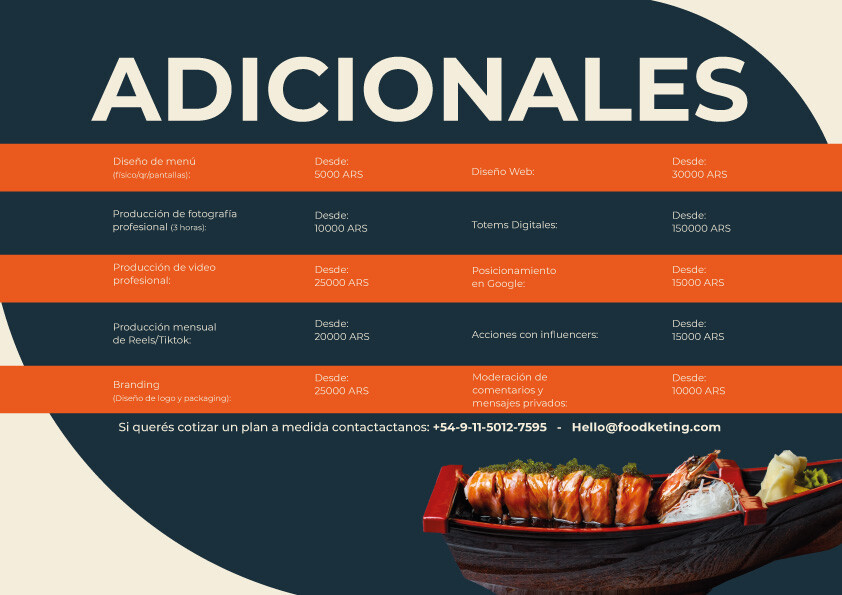 ADICIONALES
Diseño de menú
(físico/qr/pantallas):
Desde:
5000 ARS
Diseño Web:
Desde:
30000 ARS
Producción de fotografía
profesional (3 horas):
Desde:
10000 ARS
Totems Digitales:
Desde:
150000 ARS
Producción de video
profesional:
Desde:
25000 ARS
Posicionamiento
en Google:
Desde:
15000 ARS
Producción mensual
de Reels/Tiktok:
Desde:
20000 ARS
Acciones con influencers:
Desde:
15000 ARS
Branding
(Diseño de logo y packaging):
Desde:
25000 ARS
Moderación de
comentarios y
mensajes privados:
Desde:
10000 ARS
Si querés cotizar un plan a medida contactactanos: +54-9-11-5012-7595 - Hello@foodketing.com